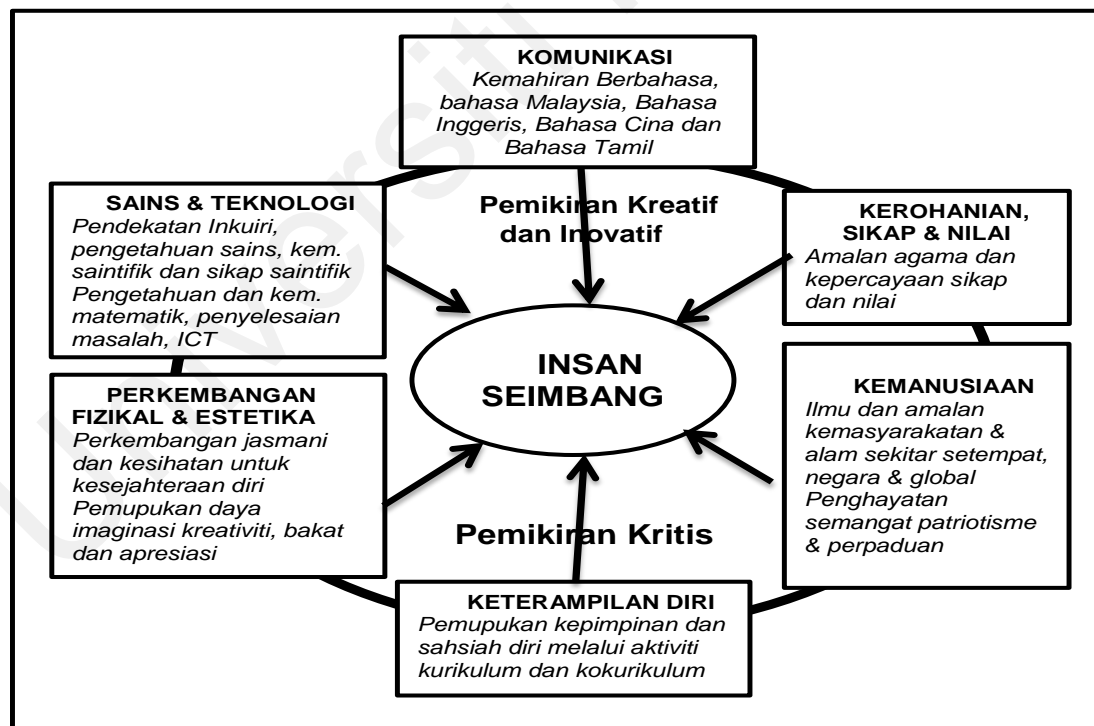 KOMUNIKASI
Kemahiran Berbahasa,
bahasa Malaysia, Bahasa
Inggeris, Bahasa Cina dan
Bahasa Tamil
SAINS & TEKNOLOGI
Pendekatan Inkuiri,
pengetahuan sains, kem.
saintifik dan sikap saintifik
Pengetahuan dan kem.
matematik, penyelesaian
masalah, ICT
Pemikiran Kreatif
dan Inovatif
KEROHANIAN,
SIKAP & NILAI
Amalan agama dan
kepercayaan sikap
dan nilai
INSAN
SEIMBANG
PERKEMBANGAN
FIZIKAL & ESTETIKA
Perkembangan jasmani
dan kesihatan untuk
kesejahteraan diri
Pemupukan daya
imaginasi kreativiti, bakat
dan apresiasi
KEMANUSIAAN
Ilmu dan amalan
kemasyarakatan &
alam sekitar setempat,
negara & global
Penghayatan
semangat patriotisme
& perpaduan
Pemikiran Kritis
KETERAMPILAN DIRI
Pemupukan kepimpinan dan
sahsiah diri melalui aktiviti
kurikulum dan kokurikulum
Universiti